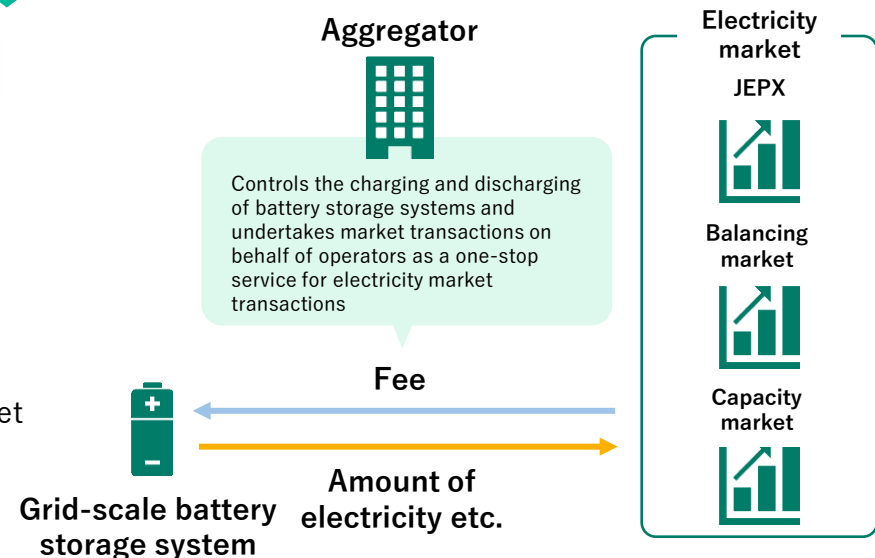 Aggregator
Controls the charging and discharging
of battery storage systems and
undertakes market transactions on
behalf of operators as a one-stop
service for electricity market
transactions
Electricity
market
JEPX
Balancing
market
Capacity
market
Fee
et
Amount of
electricity etc.
Grid-scale battery
storage system